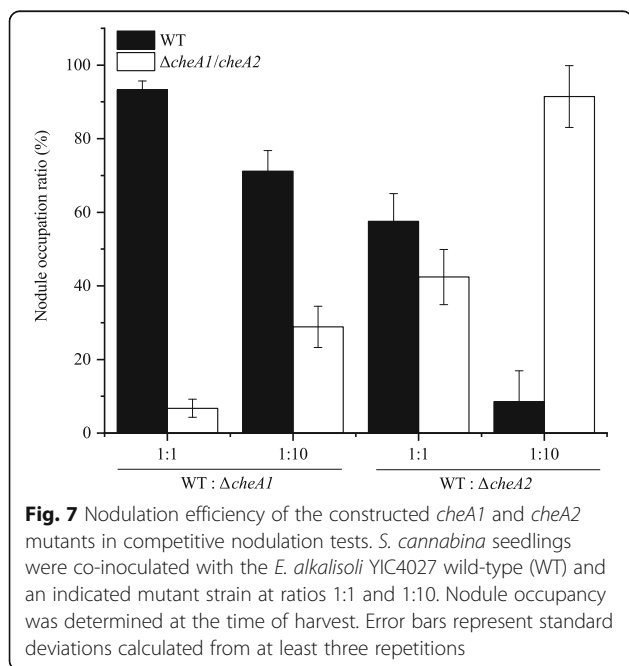 WT
ΔcheA1/cheA2
100
80
60
40
20
0
Nodule occupation ratio (%)
1:1
1:10
1:1
1:10
WT : ΔcheA1
WT : ΔcheA2
Fig. 7 Nodulation efficiency of the constructed cheA1 and cheA2
mutants in competitive nodulation tests. S. cannabina seedlings
were co-inoculated with the E. alkalisoli YIC4027 wild-type (WT) and
an indicated mutant strain at ratios 1:1 and 1:10. Nodule occupancy
was determined at the time of harvest. Error bars represent standard
deviations calculated from at least three repetitions